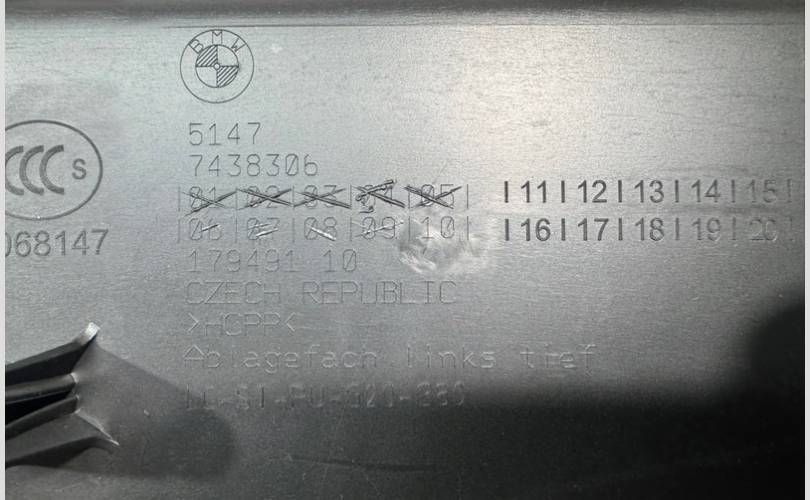 BMW
5147
7438306
CCC S
|01|02|03|04|05| |11|12|13|14|15|
|06|07|08|09|10| |16|17|18|19|20|
068147
179491 10
CZECH REPUBLIC
>HCPP<
Ablagefach links tief